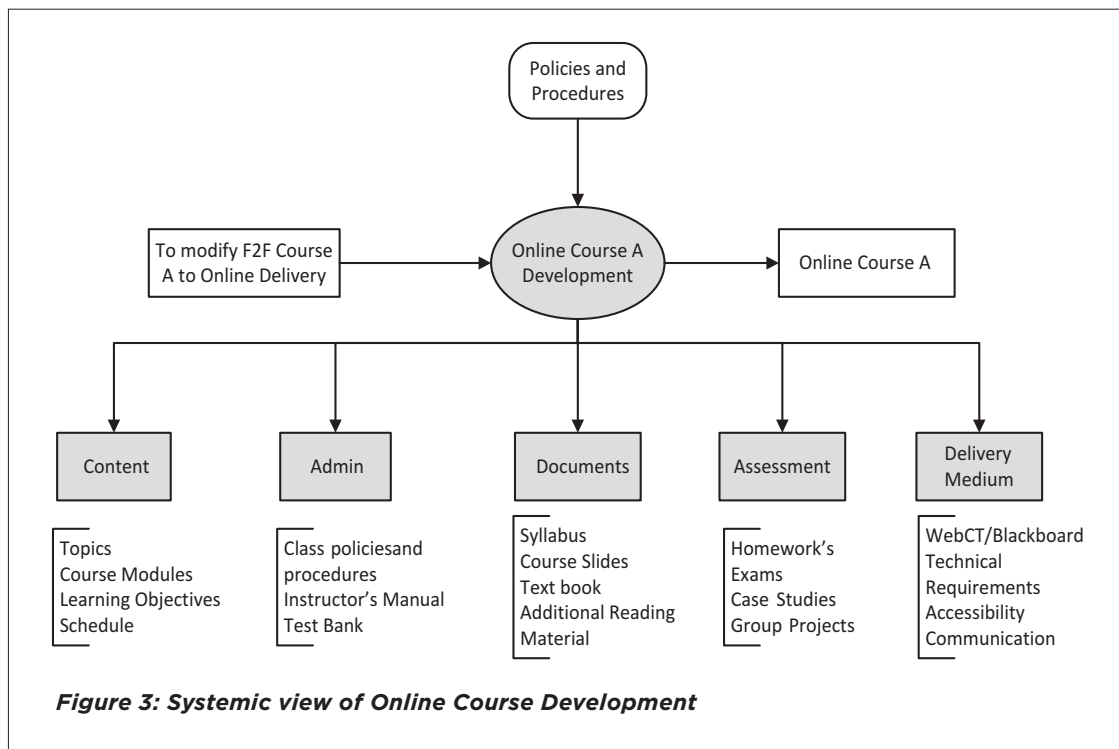 Policies and
Procedures
To modify F2F Course
A to Online Delivery
Online Course A
Development
Online Course A
Content
Admin
Documents
Assessment
Delivery
Medium
Topics
Course Modules
Learning Objectives
Schedule
Class policiesand
procedures
Instructor's Manual
Test Bank
Syllabus
Course Slides
Text book
Additional Reading
Material
Homework's
Exams
Case Studies
Group Projects
WebCT/Blackboard
Technical
Requirements
Accessibility
Communication
Figure 3: Systemic view of Online Course Development